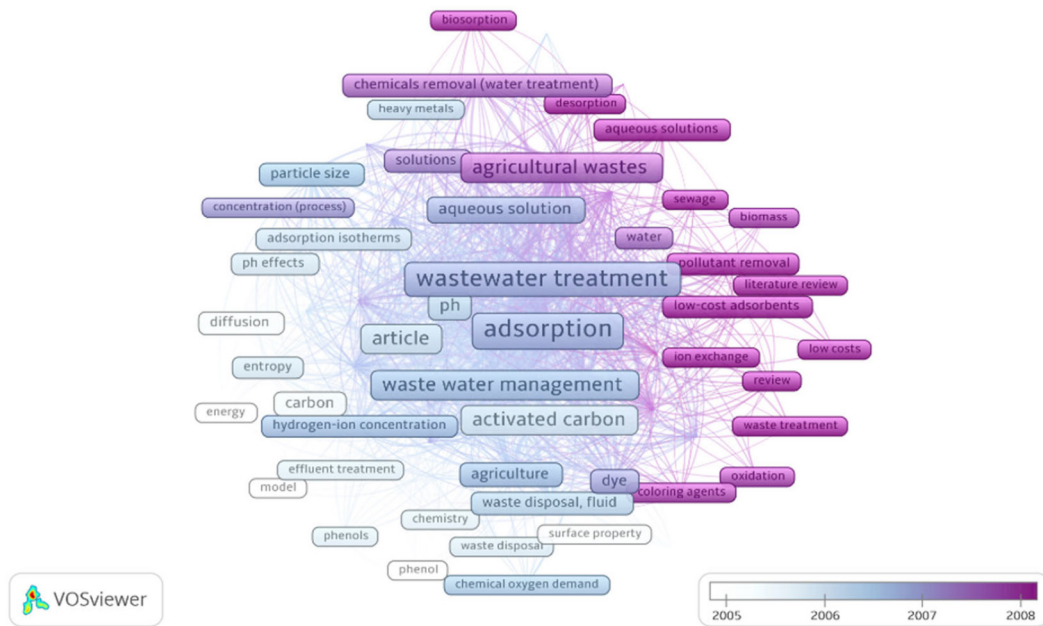 biosorption
chemicals removal (water treatment)
desorption
heavy metals
aqueous solutions
solutions
agricultural wastes
particle size
sewage
concentration (process)
aqueous solution
biomass
adsorption isotherms
water
ph effects
pollutant removal
wastewater treatment
literature review
ph
low-cost adsorbents
diffusion
adsorption
article
low costs
ion exchange
entropy
review
waste water management
carbon
energy
activated carbon
hydrogen-ion concentration
waste treatment
effluent treatment
agriculture
oxidation
model
dye
coloring agents
waste disposal, fluid
chemistry
surface property
phenols
waste disposal
phenol
chemical oxygen demand
VOSviewer
2005 2006 2007 2008